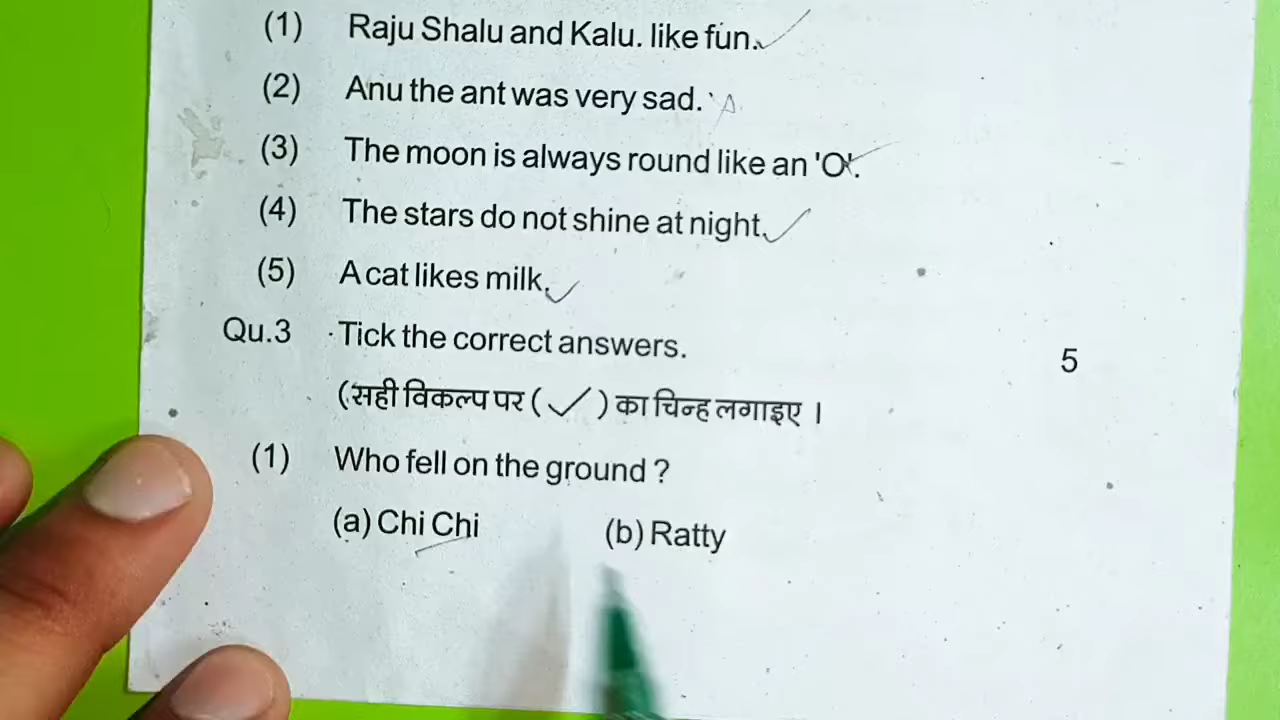 (1) Raju Shalu and Kalu. like fun.
(2) Anu the ant was very sad.
(3) The moon is always round like an 'O'.
(4) The stars do not shine at night.
(5) A cat likes milk.
Qu.3 Tick the correct answers. 5
(सही विकल्प पर ( ✓ ) का चिन्ह लगाइए ।
(1) Who fell on the ground ?
(a) Chi Chi (b) Ratty